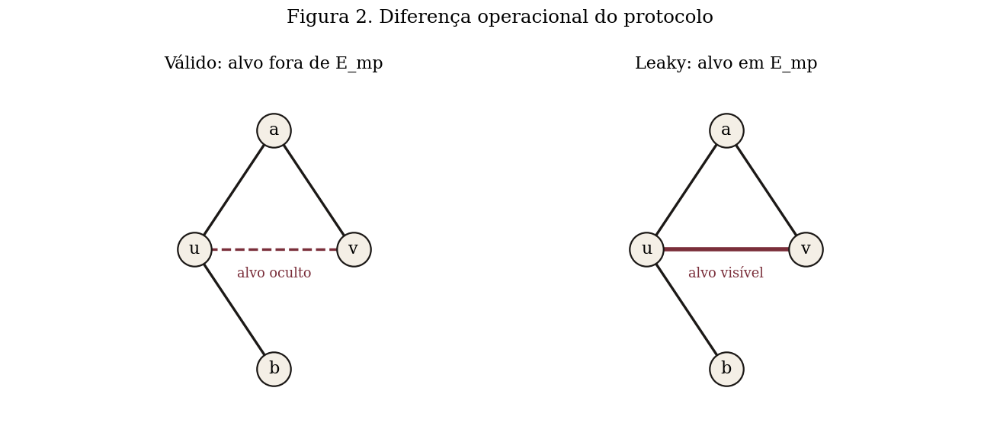 Figura 2. Diferença operacional do protocolo
Válido: alvo fora de E_mp
a
u
v
alvo oculto
b
Leaky: alvo em E_mp
a
u
v
alvo visível
b